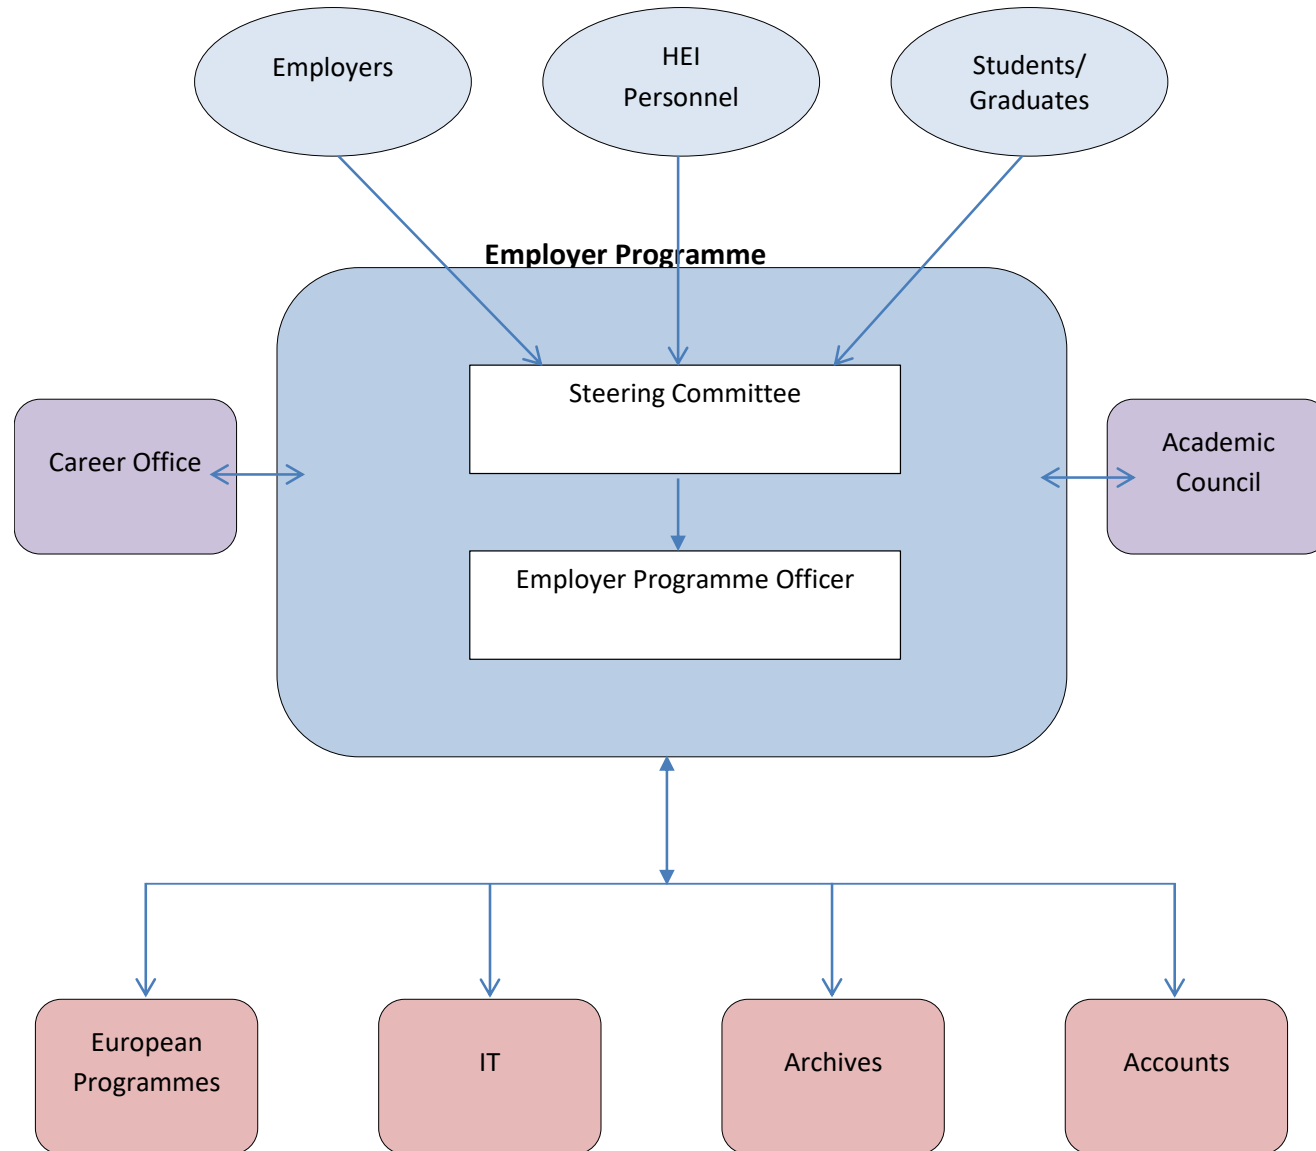 Employers
HEI
Personnel
Students/
Graduates
Employer Programme
Steering Committee
Career Office
Academic
Council
Employer Programme Officer
European
Programmes
IT
Archives
Accounts